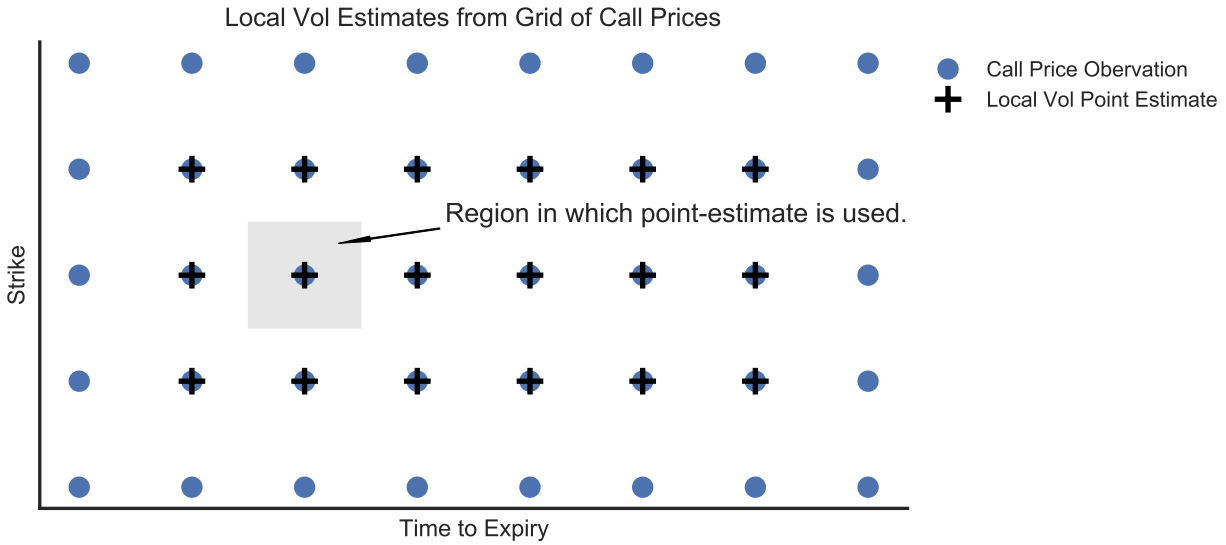 Local Vol Estimates from Grid of Call Prices
Call Price Obervation
Local Vol Point Estimate
Region in which point-estimate is used.
Strike
Time to Expiry